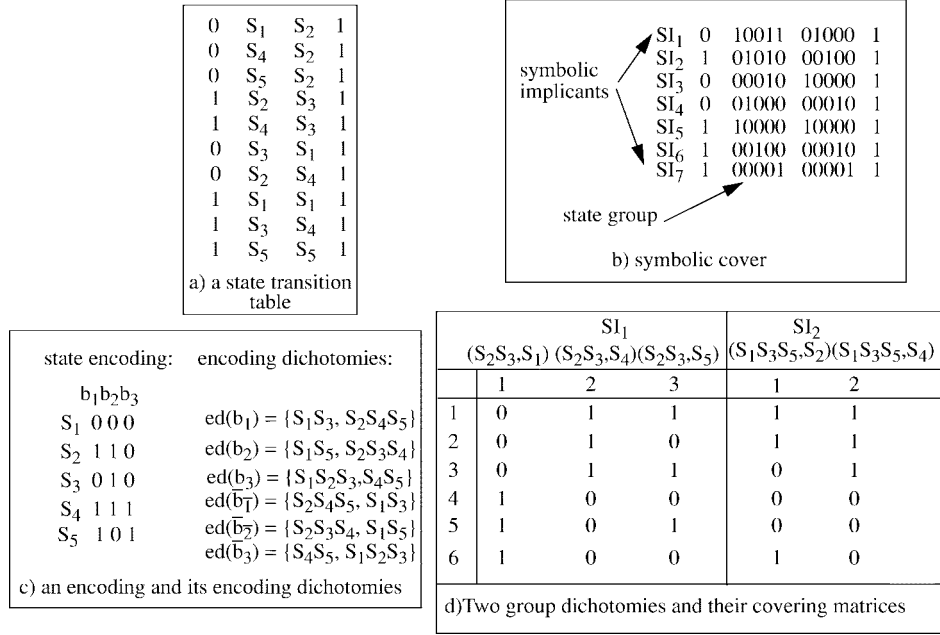 0 S1 S2 1
0 S4 S2 1
0 S5 S2 1
1 S2 S3 1
1 S4 S3 1
0 S3 S1 1
0 S2 S4 1
1 S1 S1 1
1 S3 S4 1
1 S5 S5 1
a) a state transition
table
symbolic
implicants
SI1 0 10011 01000 1
SI2 1 01010 00100 1
SI3 0 00010 10000 1
SI4 0 01000 00010 1
SI5 1 10000 10000 1
SI6 1 00100 00010 1
SI7 1 00001 00001 1
state group
b) symbolic cover
state encoding: encoding dichotomies:
b1b2b3
S1 0 0 0
S2 1 1 0
S3 0 1 0
S4 1 1 1
S5 1 0 1
ed(b1) = {S1S3, S2S4S5}
ed(b2) = {S1S5, S2S3S4}
ed(b3) = {S1S2S3,S4S5}
ed(b̅1) = {S2S4S5, S1S3}
ed(b̅2) = {S2S3S4, S1S5}
ed(b̅3) = {S4S5, S1S2S3}
c) an encoding and its encoding dichotomies
SI1 SI2
(S2S3,S1) (S2S3,S4)(S2S3,S5) (S1S3S5,S2)(S1S3S5,S4)
1 2 3 1 2
1 0 1 1 1 1
2 0 1 0 1 1
3 0 1 1 0 1
4 1 0 0 0 0
5 1 0 1 0 0
6 1 0 0 1 0
d)Two group dichotomies and their covering matrices